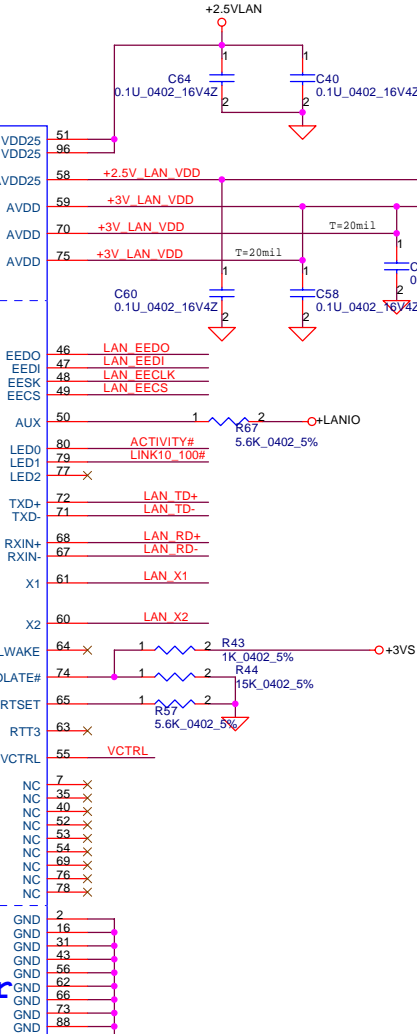 +2.5VLAN
1 1
C64 C40
0.1U_0402_16V4Z 0.1U_0402_16V4Z
2 2
VDD25 51
VDD25 96
AVDD25 58 +2.5V_LAN_VDD
AVDD 59 +3V_LAN_VDD
AVDD 70 +3V_LAN_VDD T=20mil
AVDD 75 +3V_LAN_VDD T=20mil
1 1 1
C60 C58 C
0.1U_0402_16V4Z 0.1U_0402_16V4Z 0
2 2 2
EEDO 46 LAN_EEDO
EEDI 47 LAN_EEDI
EESK 48 LAN_EECLK
EECS 49 LAN_EECS
AUX 50 1 2 +LANIO
R67
5.6K_0402_5%
LED0 80 ACTIVITY#
LED1 79 LINK10_100#
LED2 77
TXD+ 72 LAN_TD+
TXD- 71 LAN_TD-
RXIN+ 68 LAN_RD+
RXIN- 67 LAN_RD-
X1 61 LAN_X1
X2 60 LAN_X2
LWAKE 64 1 2 R43 +3VS
1K_0402_5%
OLATE# 74 1 2 R44
15K_0402_5%
RTSET 65 1 2
R57
5.6K_0402_5%
RTT3 63
VCTRL 55 VCTRL
NC 7
NC 35
NC 40
NC 52
NC 53
NC 54
NC 69
NC 76
NC 78
GND 2
GND 16
GND 31
GND 43
GND 56
r GND 62
GND 66
GND 73
GND 88